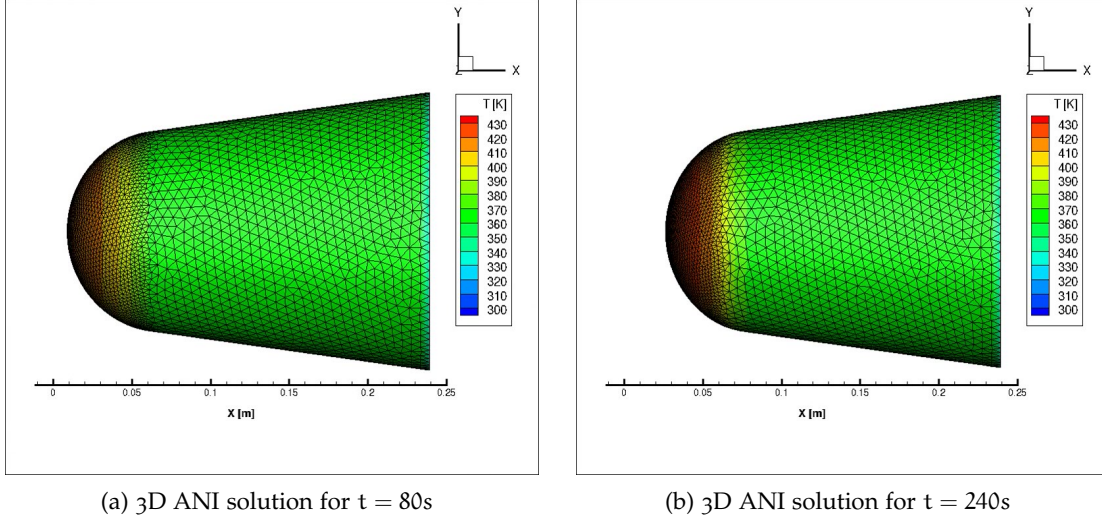 Y
Z X
T [K]
430
420
410
400
390
380
370
360
350
340
330
320
310
300
0 0.05 0.1 0.15 0.2 0.25
X [m]
(a) 3D ANI solution for t = 80s
Y
Z X
T [K]
430
420
410
400
390
380
370
360
350
340
330
320
310
300
0 0.05 0.1 0.15 0.2 0.25
X [m]
(b) 3D ANI solution for t = 240s